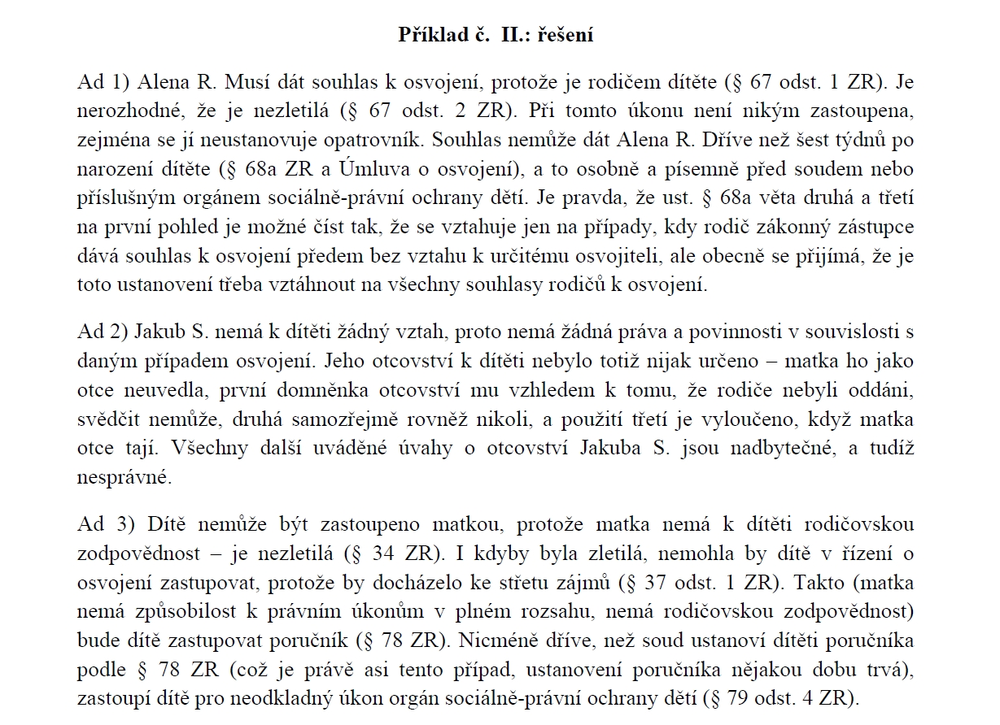 Příklad č. II.: řešení
Ad 1) Alena R. Musí dát souhlas k osvojení, protože je rodičem dítěte (§ 67 odst. 1 ZR). Je
nerozhodné, že je nezletilá (§ 67 odst. 2 ZR). Při tomto úkonu není nikým zastoupena,
zejména se jí neustanovuje opatrovník. Souhlas nemůže dát Alena R. Dříve než šest týdnů po
narození dítěte (§ 68a ZR a Úmluva o osvojení), a to osobně a písemně před soudem nebo
příslušným orgánem sociálně-právní ochrany dětí. Je pravda, že ust. § 68a věta druhá a třetí
na první pohled je možné číst tak, že se vztahuje jen na případy, kdy rodič zákonný zástupce
dává souhlas k osvojení předem bez vztahu k určitému osvojiteli, ale obecně se přijímá, že je
toto ustanovení třeba vztáhnout na všechny souhlasy rodičů k osvojení.
Ad 2) Jakub S. nemá k dítěti žádný vztah, proto nemá žádná práva a povinnosti v souvislosti s
daným případem osvojení. Jeho otcovství k dítěti nebylo totiž nijak určeno – matka ho jako
otce neuvedla, první domněnka otcovství mu vzhledem k tomu, že rodiče nebyli oddáni,
svědčit nemůže, druhá samozřejmě rovněž nikoli, a použití třetí je vyloučeno, když matka
otce tají. Všechny další uváděné úvahy o otcovství Jakuba S. jsou nadbytečné, a tudíž
nesprávné.
Ad 3) Dítě nemůže být zastoupeno matkou, protože matka nemá k dítěti rodičovskou
zodpovědnost – je nezletilá (§ 34 ZR). I kdyby byla zletilá, nemohla by dítě v řízení o
osvojení zastupovat, protože by docházelo ke střetu zájmů (§ 37 odst. 1 ZR). Takto (matka
nemá způsobilost k právním úkonům v plném rozsahu, nemá rodičovskou zodpovědnost)
bude dítě zastupovat poručník (§ 78 ZR). Nicméně dříve, než soud ustanoví dítěti poručníka
podle § 78 ZR (což je právě asi tento případ, ustanovení poručníka nějakou dobu trvá),
zastoupí dítě pro neodkladný úkon orgán sociálně-právní ochrany dětí (§ 79 odst. 4 ZR).